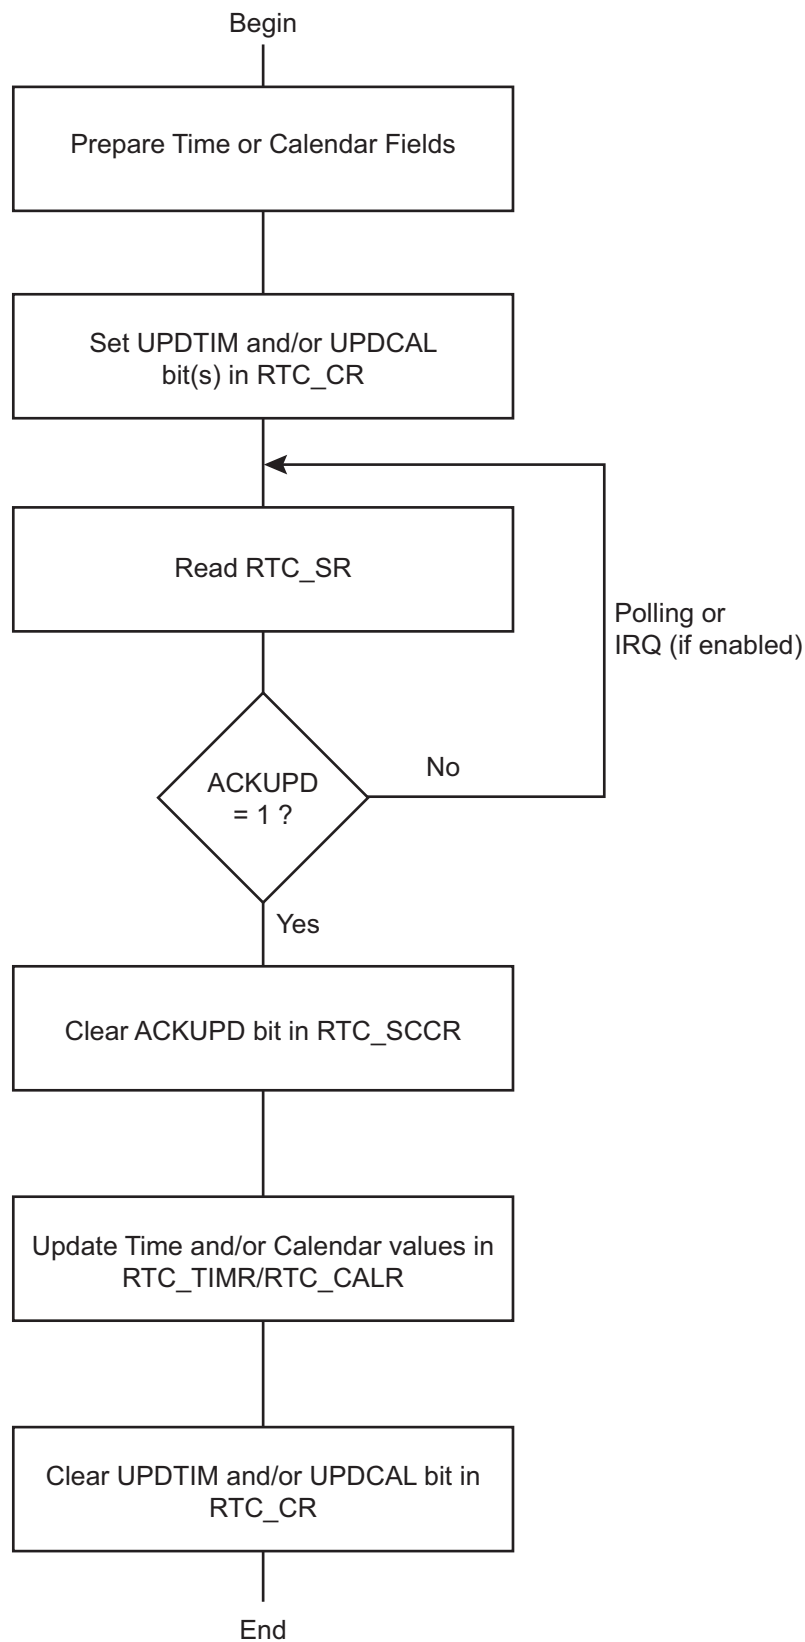 Begin
Prepare Time or Calendar Fields
Set UPDTIM and/or UPDCAL
bit(s) in RTC_CR
Read RTC_SR
Polling or
IRQ (if enabled)
ACKUPD
= 1 ?
No
Yes
Clear ACKUPD bit in RTC_SCCR
Update Time and/or Calendar values in
RTC_TIMR/RTC_CALR
Clear UPDTIM and/or UPDCAL bit in
RTC_CR
End